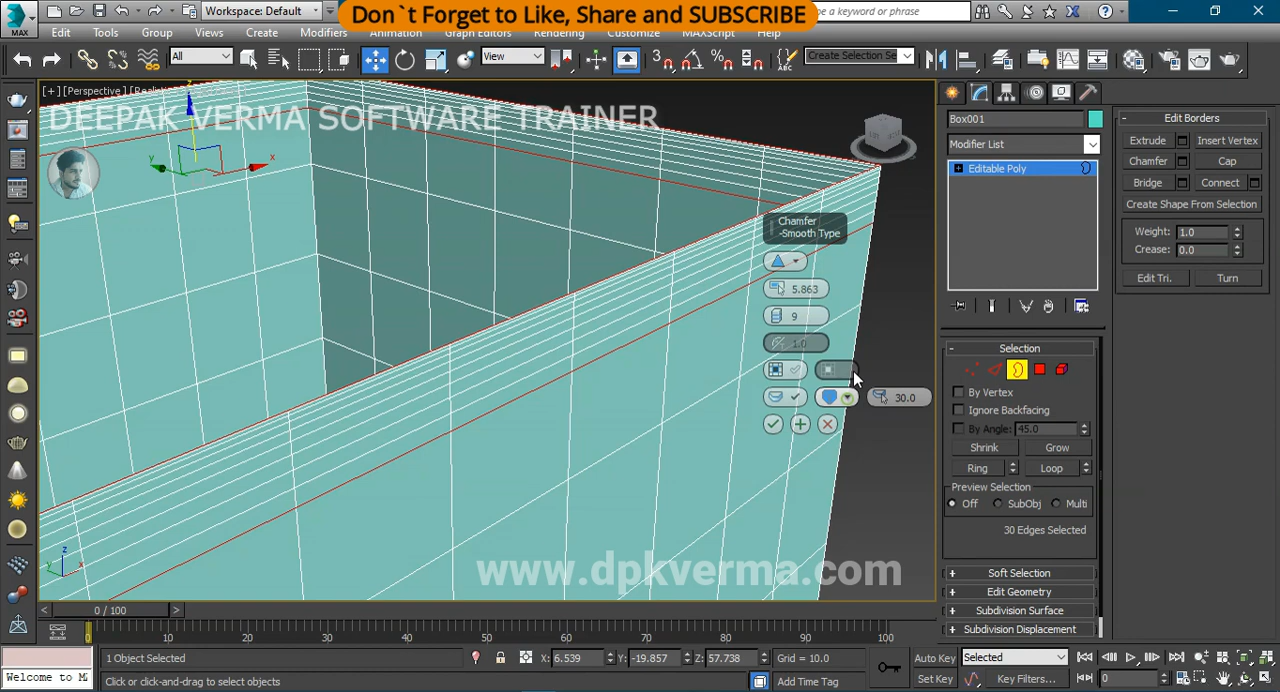 Workspace: Default
Don`t Forget to Like, Share and SUBSCRIBE
e a keyword or phrase
MAX
Edit Tools Group Views Create Modifiers Animation Graph Editors Rendering Customize MAXScript Help
All
View
3
Create Selection Se
[+] [Perspective]
DEEPAK VERMA SOFTWARE TRAINER
z
y
x
Chamfer
-Smooth Type
5.863
9
1.0
30.0
www.dpkverma.com
z
y
x
Box001
Modifier List
Editable Poly
Selection
By Vertex
Ignore Backfacing
By Angle: 45.0
Shrink Grow
Ring Loop
Preview Selection
Off SubObj Multi
30 Edges Selected
Soft Selection
Edit Geometry
Subdivision Surface
Subdivision Displacement
Edit Borders
Extrude Insert Vertex
Chamfer Cap
Bridge Connect
Create Shape From Selection
Weight: 1.0
Crease: 0.0
Edit Tri. Turn
< 0 / 100 >
0 10 20 30 40 50 60 70 80 90 100
1 Object Selected X: 6.539 Y: -19.857 Z: 57.738 Grid = 10.0 Auto Key Selected
Welcome to M Click or click-and-drag to select objects Add Time Tag Set Key Key Filters... 0